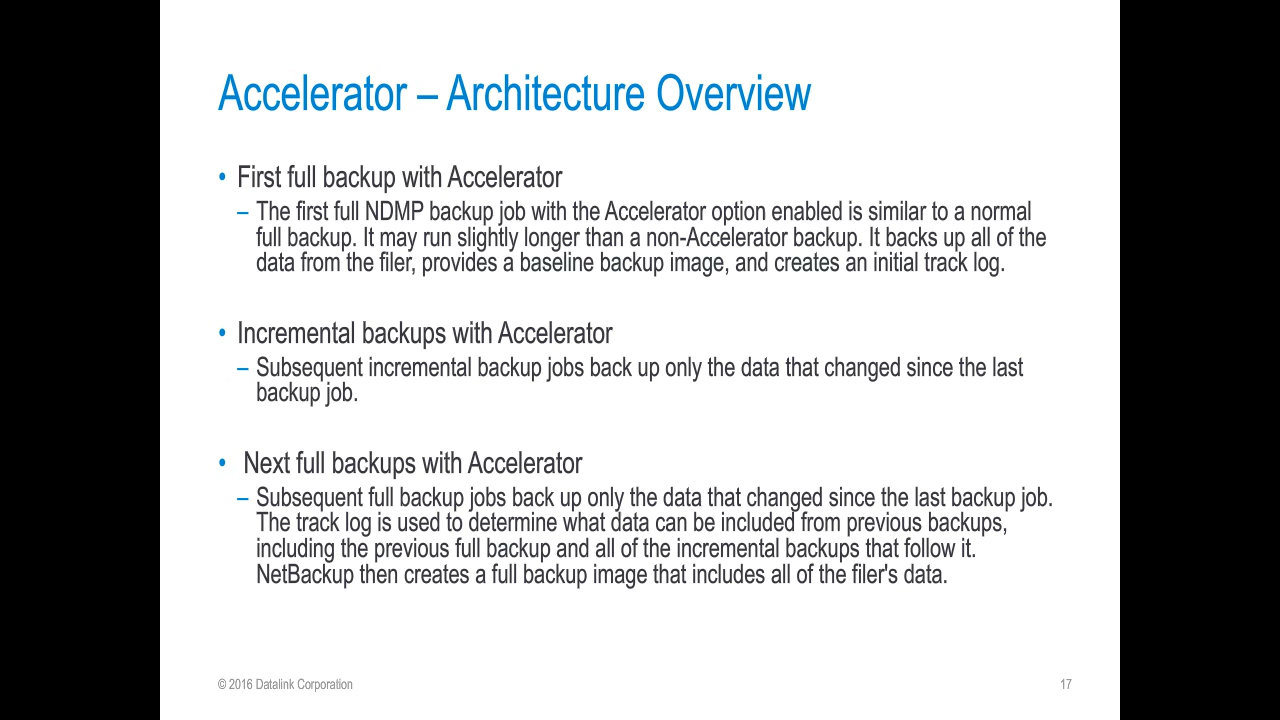 Accelerator – Architecture Overview
• First full backup with Accelerator
– The first full NDMP backup job with the Accelerator option enabled is similar to a normal
full backup. It may run slightly longer than a non-Accelerator backup. It backs up all of the
data from the filer, provides a baseline backup image, and creates an initial track log.
• Incremental backups with Accelerator
– Subsequent incremental backup jobs back up only the data that changed since the last
backup job.
• Next full backups with Accelerator
– Subsequent full backup jobs back up only the data that changed since the last backup job.
The track log is used to determine what data can be included from previous backups,
including the previous full backup and all of the incremental backups that follow it.
NetBackup then creates a full backup image that includes all of the filer's data.
© 2016 Datalink Corporation
17